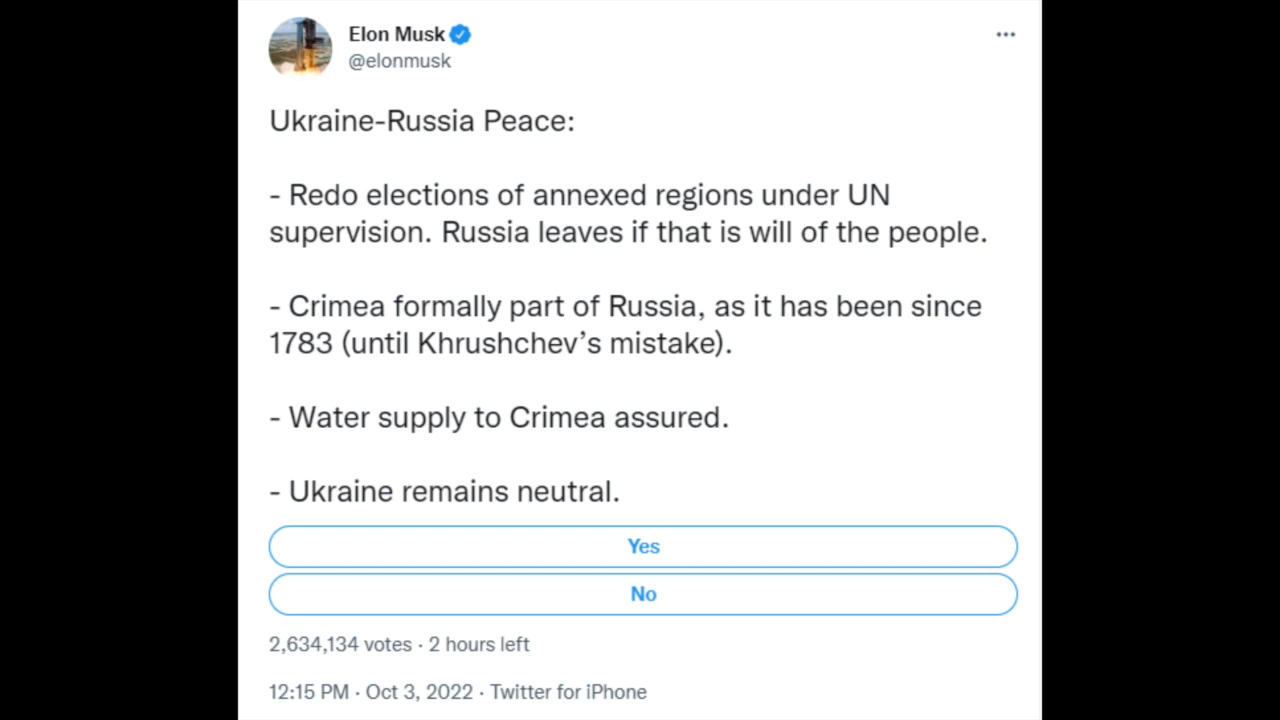 Elon Musk
@elonmusk
Ukraine-Russia Peace:
- Redo elections of annexed regions under UN
supervision. Russia leaves if that is will of the people.
- Crimea formally part of Russia, as it has been since
1783 (until Khrushchev’s mistake).
- Water supply to Crimea assured.
- Ukraine remains neutral.
Yes
No
2,634,134 votes · 2 hours left
12:15 PM · Oct 3, 2022 · Twitter for iPhone